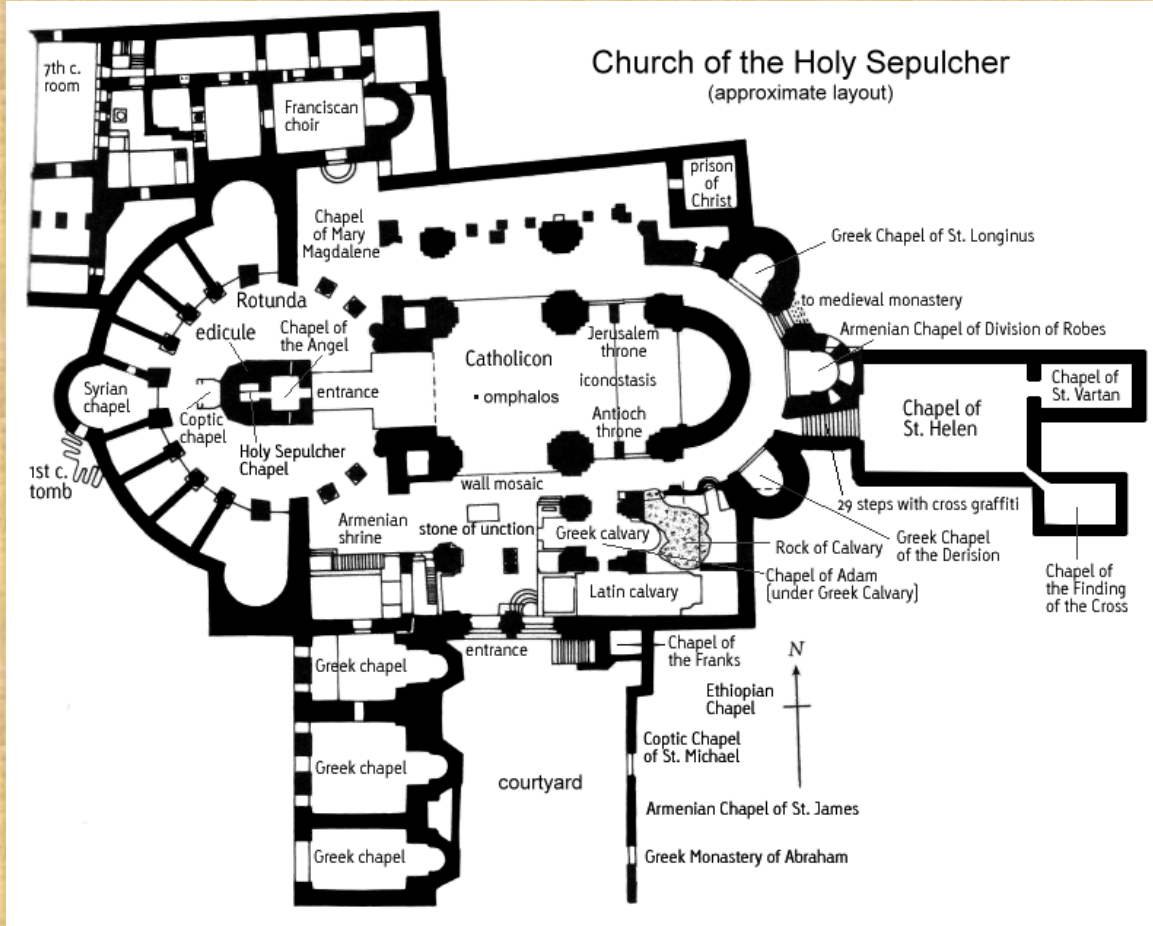 Church of the Holy Sepulcher
(approximate layout)
7th c.
room
Franciscan
choir
prison
of
Christ
Chapel
of Mary
Magdalene
Greek Chapel of St. Longinus
to medieval monastery
Armenian Chapel of Division of Robes
Rotunda
edicule
Chapel of
the Angel
Jerusalem
throne
Catholicon
iconostasis
entrance
omphalos
Antioch
throne
Syrian
chapel
Coptic
chapel
Holy Sepulcher
Chapel
1st c.
tomb
Chapel of
St. Helen
Chapel of
St. Vartan
wall mosaic
29 steps with cross graffiti
Armenian
shrine
stone of unction
Greek calvary
Rock of Calvary
Greek Chapel
of the Derision
Chapel of Adam
(under Greek Calvary)
Latin calvary
Chapel of
the Finding
of the Cross
entrance
Chapel of
the Franks
N
Greek chapel
Ethiopian
Chapel
Coptic Chapel
of St. Michael
Greek chapel
courtyard
Armenian Chapel of St. James
Greek chapel
Greek Monastery of Abraham